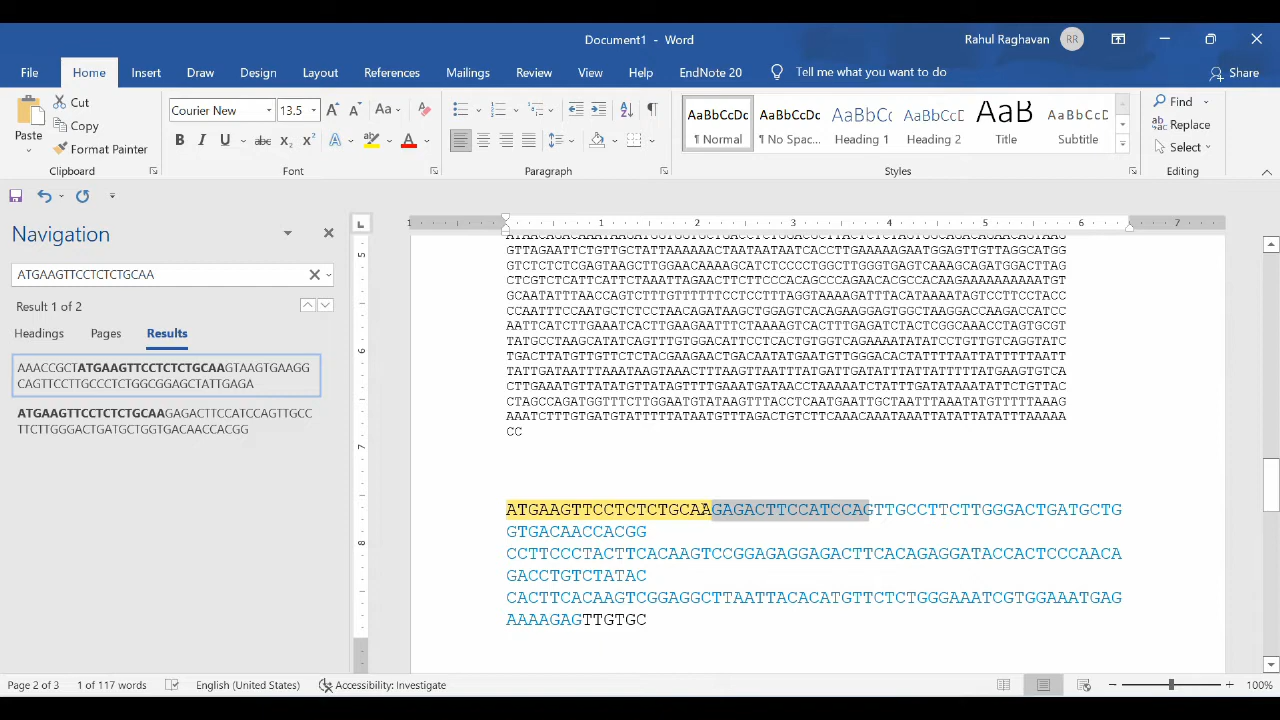 Document1 - Word
Rahul Raghavan
RR
File
Home
Insert
Draw
Design
Layout
References
Mailings
Review
View
Help
EndNote 20
Tell me what you want to do
Share
Paste
Cut
Copy
Format Painter
Clipboard
Courier New
13.5
Font
Paragraph
AaBbCcDc
¶ Normal
AaBbCcDc
¶ No Spac...
AaBbCc
Heading 1
AaBbCcD
Heading 2
AaB
Title
AaBbCcD
Subtitle
Styles
Find
Replace
Select
Editing
Navigation
ATGAAGTTCCTCTCTGCAA
Result 1 of 2
Headings
Pages
Results
AAACCGCTATGAAGTTCCTCTCTGCAAGTAAGTGAAGG
CAGTTCCTTGCCCTCTGGCGGAGCTATTGAGA
ATGAAGTTCCTCTCTGCAAGAGACTTCCATCCAGTTGCC
TTCTTGGGACTGATGCTGGTGACAACCACGG
GTTAGAATTCTGTTGCTATTAAAAAACTAATAATAATCACCTTGAAAAAGAATGGAGTTGTTAGGCATGG
GTCTCTCTCGAGTAAGCTTGGAACAAAAGCATCTCCCCTGGCTTGGGTGAGTCAAAGCAGATGGACTTAG
CTCGTCTCATTCATTCTAAATTAGAACTTCTTCCCACAGCCCAGAACACGCCACAAGAAAAAAAAAATGT
GCAATATTTAACCAGTCTTTGTTTTTTCCTCCTTTAGGTAAAAGATTTACATAAAATAGTCCTTCCTACC
CCAATTTCCAATGCTCTCCTAACAGATAAGCTGGAGTCACAGAAGGAGTGGCTAAGGACCAAGACCATCC
AATTCATCTTGAAATCACTTGAAGAATTTCTAAAAGTCACTTTGAGATCTACTCGGCAAACCTAGTGCGT
TATGCCTAAGCATATCAGTTTGTGGACATTCCTCACTGTGGTCAGAAAATATATCCTGTTGTCAGGTATC
TGACTTATGTTGTTCTCTACGAAGAACTGACAATATGAATGTTGGGACACTATTTTAATTATTTTTAATT
TATTGATAATTTAAATAAGTAAACTTTAAGTTAATTTATGATTGATATTTATTATTTTTATGAAGTGTCA
CTTGAAATGTTATATGTTATAGTTTTGAAATGATAACCTAAAAATCTATTTGATATAAATATTCTGTTAC
CTAGCCAGATGGTTTCTTGGAATGTATAAGTTTACCTCAATGAATTGCTAATTTAAATATGTTTTTAAAG
AAATCTTTGTGATGTATTTTTATAATGTTTAGACTGTCTTCAAACAAATAAATTATATTATATTTAAAAA
CC
ATGAAGTTCCTCTCTGCAAGAGACTTCCATCCAGTTGCCTTCTTGGGACTGATGCTG
GTGACAACCACGG
CCTTCCCTACTTCACAAGTCCGGAGAGGAGACTTCACAGAGGATACCACTCCCAACA
GACCTGTCTATAC
CACTTCACAAGTCGGAGGCTTAATTACACATGTTCTCTGGGAAATCGTGGAAATGAG
AAAAGAGTTGTGC
Page 2 of 3
1 of 117 words
English (United States)
Accessibility: Investigate
100%